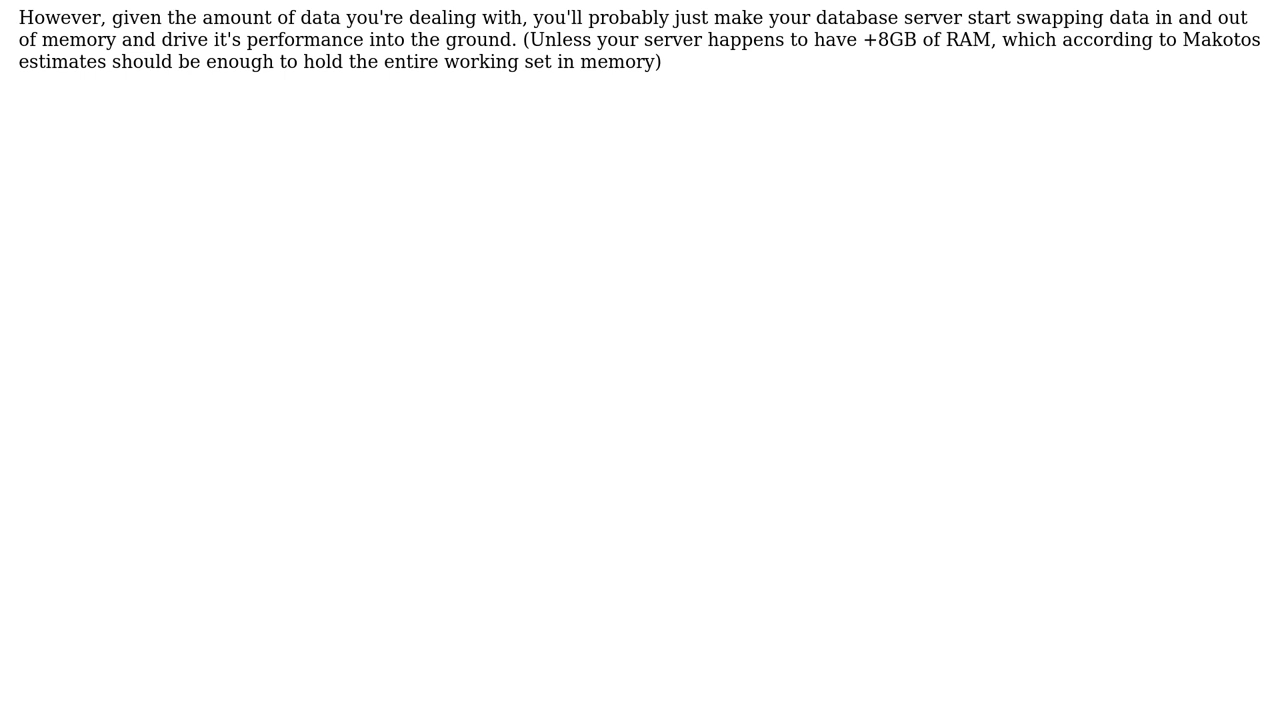 However, given the amount of data you're dealing with, you'll probably just make your database server start swapping data in and out
of memory and drive it's performance into the ground. (Unless your server happens to have +8GB of RAM, which according to Makotos
estimates should be enough to hold the entire working set in memory)